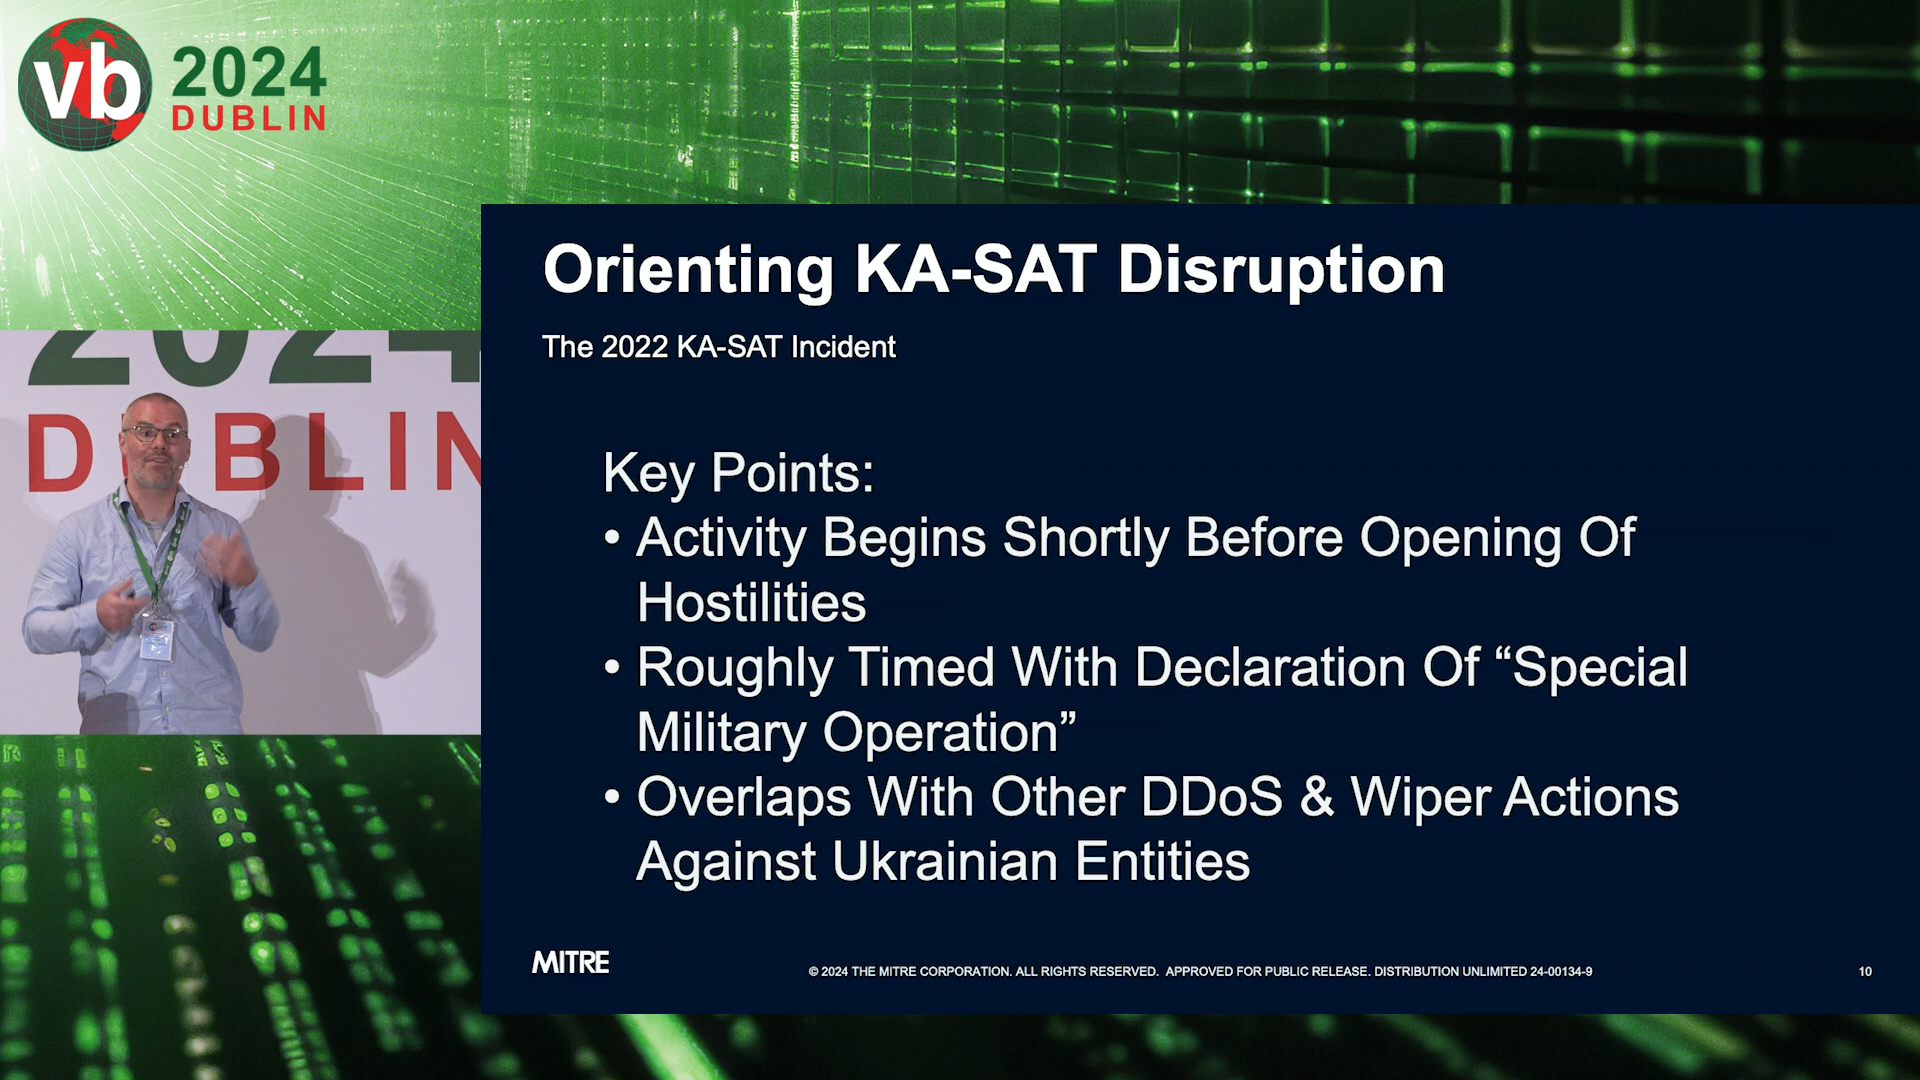 vb
2024
DUBLIN
2024
DUBLIN
Orienting KA-SAT Disruption
The 2022 KA-SAT Incident
Key Points:
• Activity Begins Shortly Before Opening Of
Hostilities
• Roughly Timed With Declaration Of “Special
Military Operation”
• Overlaps With Other DDoS & Wiper Actions
Against Ukrainian Entities
MITRE
© 2024 THE MITRE CORPORATION. ALL RIGHTS RESERVED. APPROVED FOR PUBLIC RELEASE. DISTRIBUTION UNLIMITED 24-00134-9
10